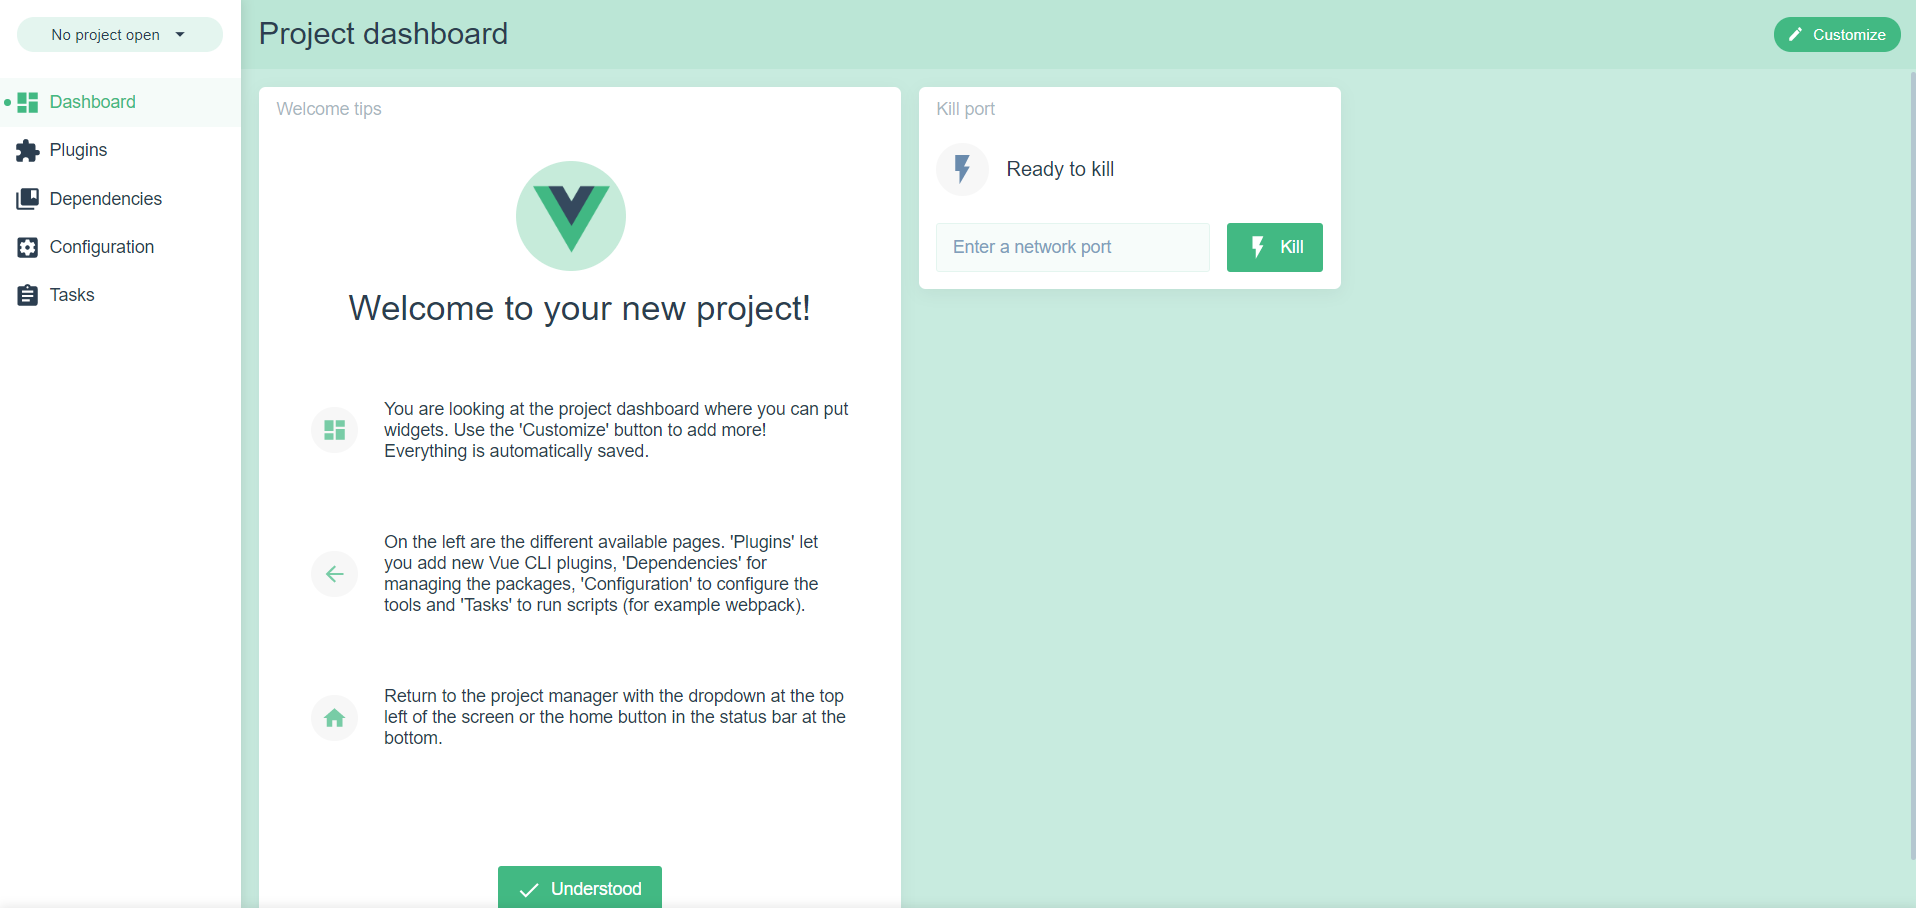 No project open
Project dashboard
Customize
Dashboard
Plugins
Dependencies
Configuration
Tasks
Welcome tips
Welcome to your new project!
You are looking at the project dashboard where you can put
widgets. Use the 'Customize' button to add more!
Everything is automatically saved.
On the left are the different available pages. 'Plugins' let
you add new Vue CLI plugins, 'Dependencies' for
managing the packages, 'Configuration' to configure the
tools and 'Tasks' to run scripts (for example webpack).
Return to the project manager with the dropdown at the top
left of the screen or the home button in the status bar at the
bottom.
Understood
Kill port
Ready to kill
Enter a network port
Kill